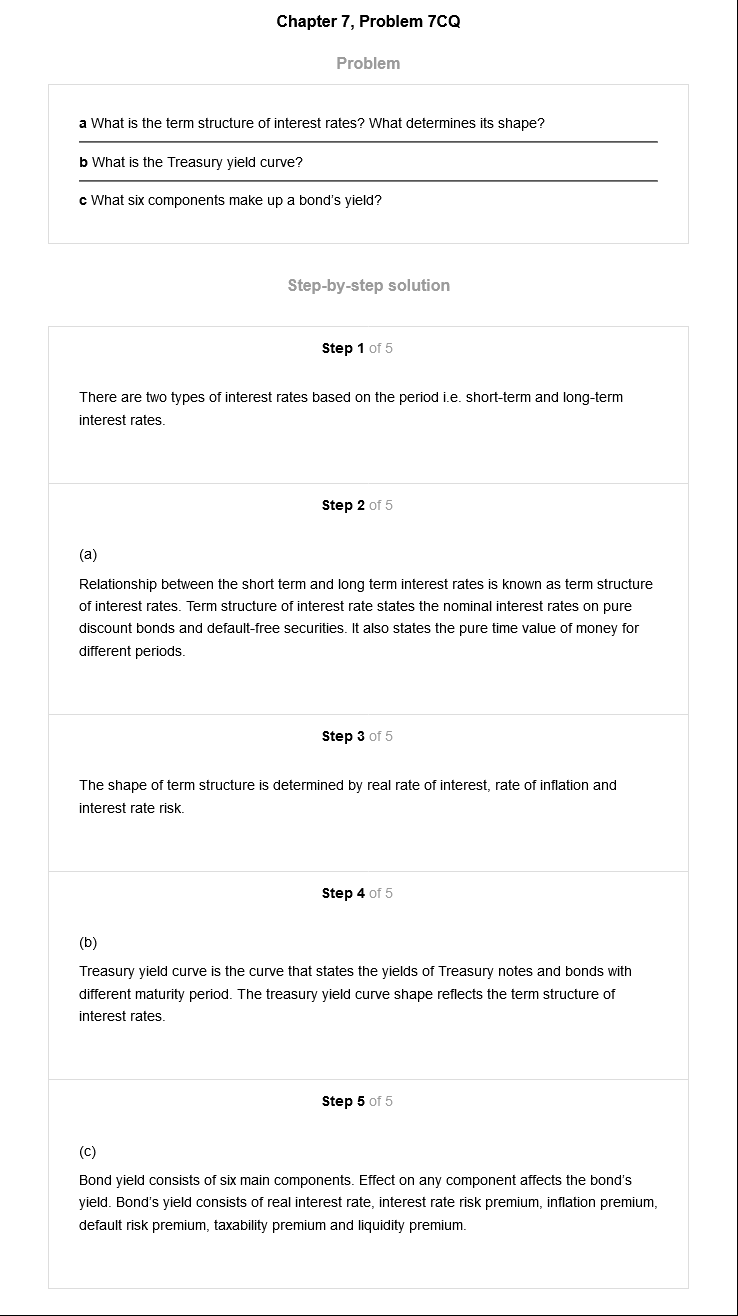 Chapter 7, Problem 7CQ
Problem
a What is the term structure of interest rates? What determines its shape?
b What is the Treasury yield curve?
c What six components make up a bond’s yield?
Step-by-step solution
Step 1 of 5
There are two types of interest rates based on the period i.e. short-term and long-term
interest rates.
Step 2 of 5
(a)
Relationship between the short term and long term interest rates is known as term structure
of interest rates. Term structure of interest rate states the nominal interest rates on pure
discount bonds and default-free securities. It also states the pure time value of money for
different periods.
Step 3 of 5
The shape of term structure is determined by real rate of interest, rate of inflation and
interest rate risk.
Step 4 of 5
(b)
Treasury yield curve is the curve that states the yields of Treasury notes and bonds with
different maturity period. The treasury yield curve shape reflects the term structure of
interest rates.
Step 5 of 5
(c)
Bond yield consists of six main components. Effect on any component affects the bond’s
yield. Bond’s yield consists of real interest rate, interest rate risk premium, inflation premium,
default risk premium, taxability premium and liquidity premium.